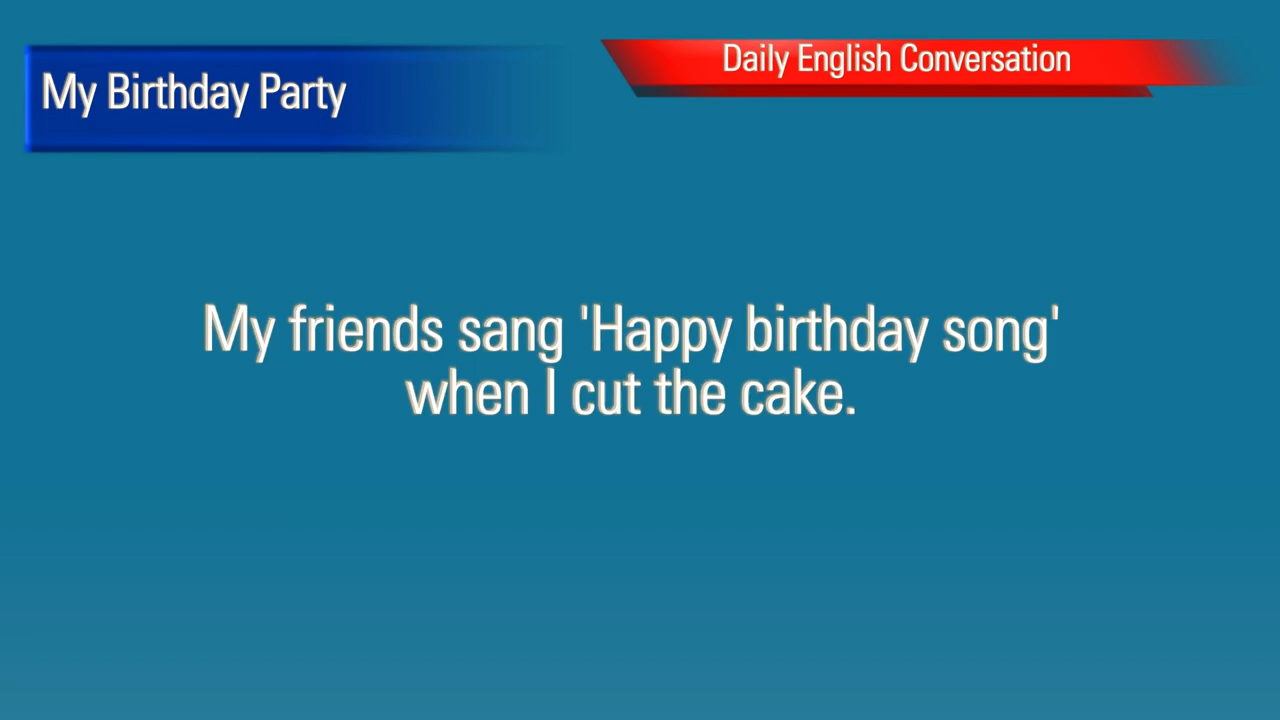 My Birthday Party
Daily English Conversation
My friends sang 'Happy birthday song'
when I cut the cake.